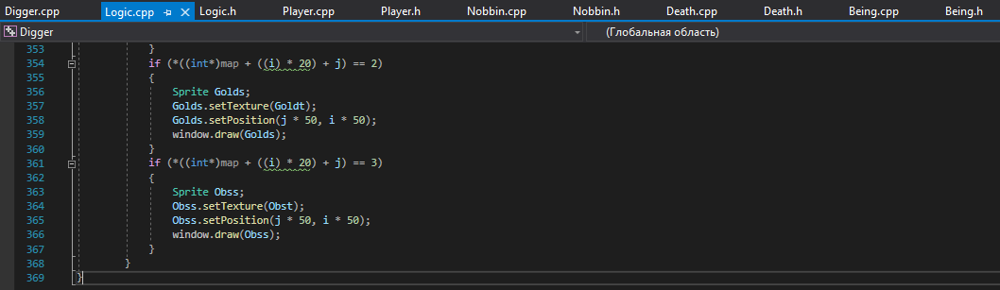 Digger.cpp Logic.cpp Logic.h Player.cpp Player.h Nobbin.cpp Nobbin.h Death.cpp Death.h Being.cpp Being.h
Digger (Глобальная область)
353 }
354 if (*((int*)map + ((i) * 20) + j) == 2)
355 {
356 Sprite Golds;
357 Golds.setTexture(Goldt);
358 Golds.setPosition(j * 50, i * 50);
359 window.draw(Golds);
360 }
361 if (*((int*)map + ((i) * 20) + j) == 3)
362 {
363 Sprite Obss;
364 Obss.setTexture(Obst);
365 Obss.setPosition(j * 50, i * 50);
366 window.draw(Obss);
367 }
368 }
369 }